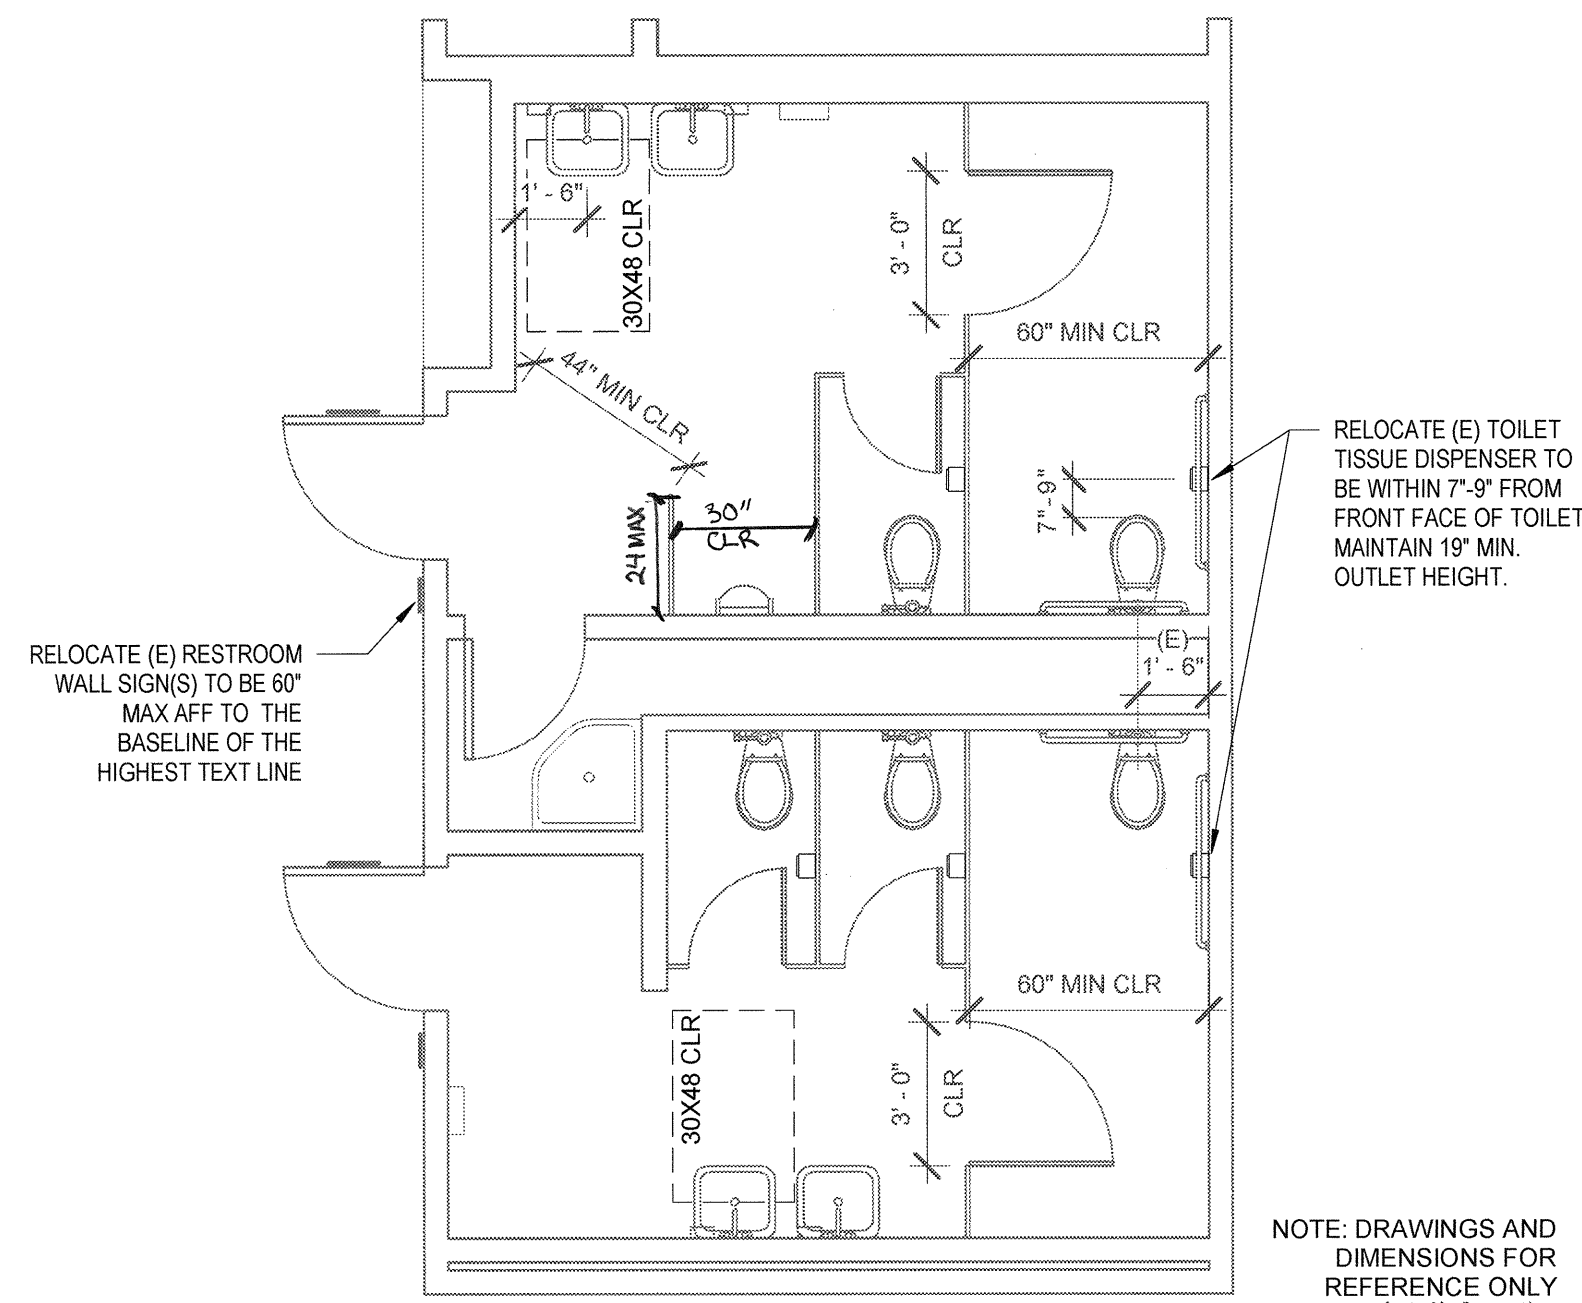 1' - 6"
30X48 CLR
3' - 0"
CLR
60" MIN CLR
44" MIN CLR
24 MAX
30"
CLR
7" - 9"
RELOCATE (E) TOILET
TISSUE DISPENSER TO
BE WITHIN 7"-9" FROM
FRONT FACE OF TOILET
MAINTAIN 19" MIN.
OUTLET HEIGHT.
RELOCATE (E) RESTROOM
WALL SIGN(S) TO BE 60"
MAX AFF TO THE
BASELINE OF THE
HIGHEST TEXT LINE
(E)
1' - 6"
60" MIN CLR
30X48 CLR
3' - 0"
CLR
NOTE: DRAWINGS AND
DIMENSIONS FOR
REFERENCE ONLY